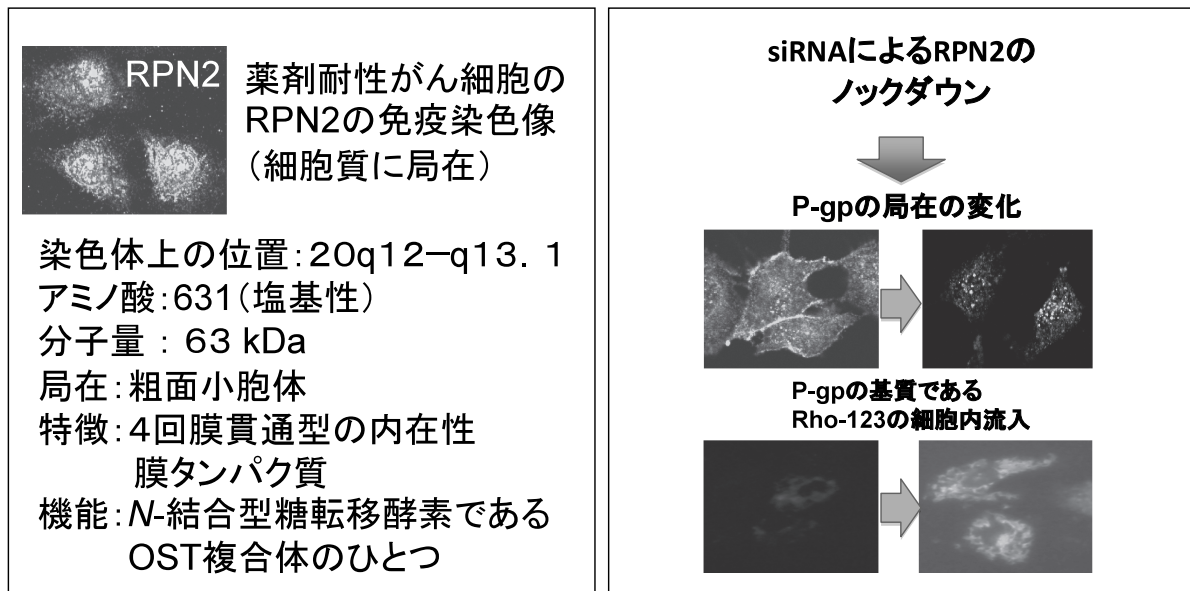 RPN2
薬剤耐性がん細胞の
RPN2の免疫染色像
（細胞質に局在）
染色体上の位置：20q12－q13．1
アミノ酸：631（塩基性）
分子量 ： 63 kDa
局在：粗面小胞体
特徴：4回膜貫通型の内在性
膜タンパク質
機能：N-結合型糖転移酵素である
OST複合体のひとつ
siRNAによるRPN2の
ノックダウン
P-gpの局在の変化
P-gpの基質である
Rho-123の細胞内流入